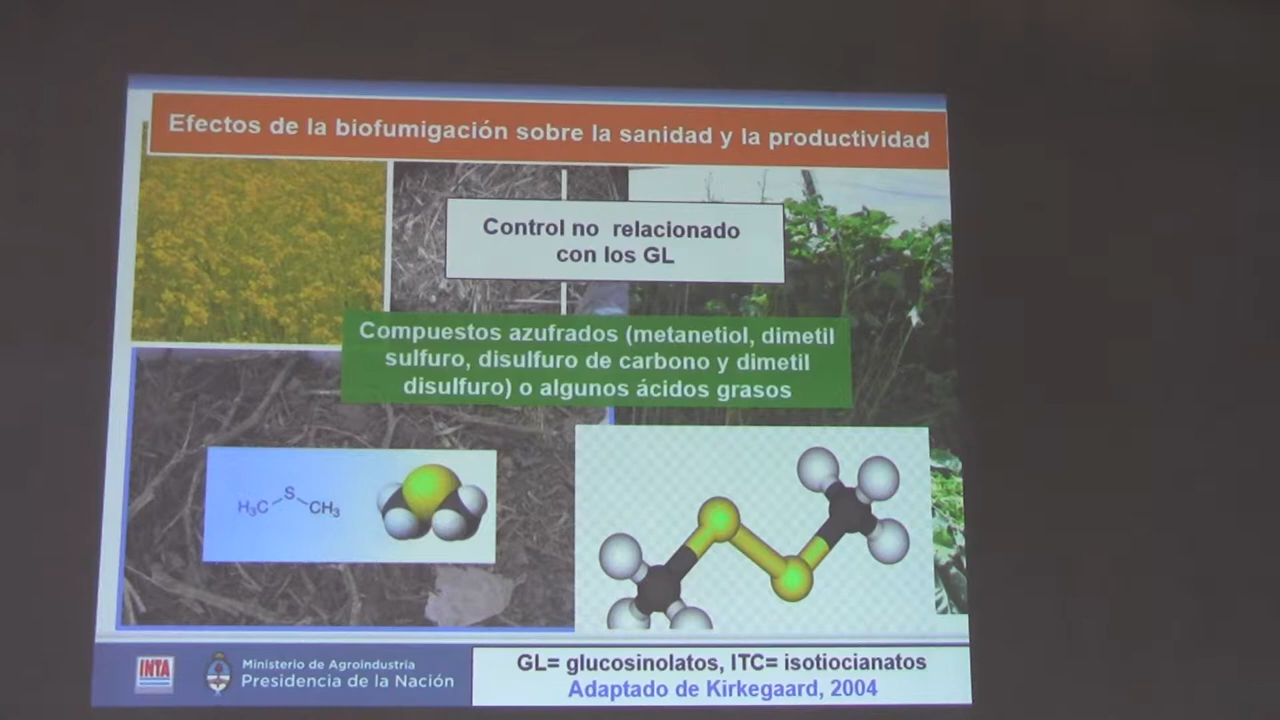 Efectos de la biofumigación sobre la sanidad y la productividad
Control no relacionado
con los GL
Compuestos azufrados (metanetiol, dimetil
sulfuro, disulfuro de carbono y dimetil
disulfuro) o algunos ácidos grasos
H₃C S CH₃
INTA
Ministerio de Agroindustria
Presidencia de la Nación
GL= glucosinolatos, ITC= isotiocianatos
Adaptado de Kirkegaard, 2004